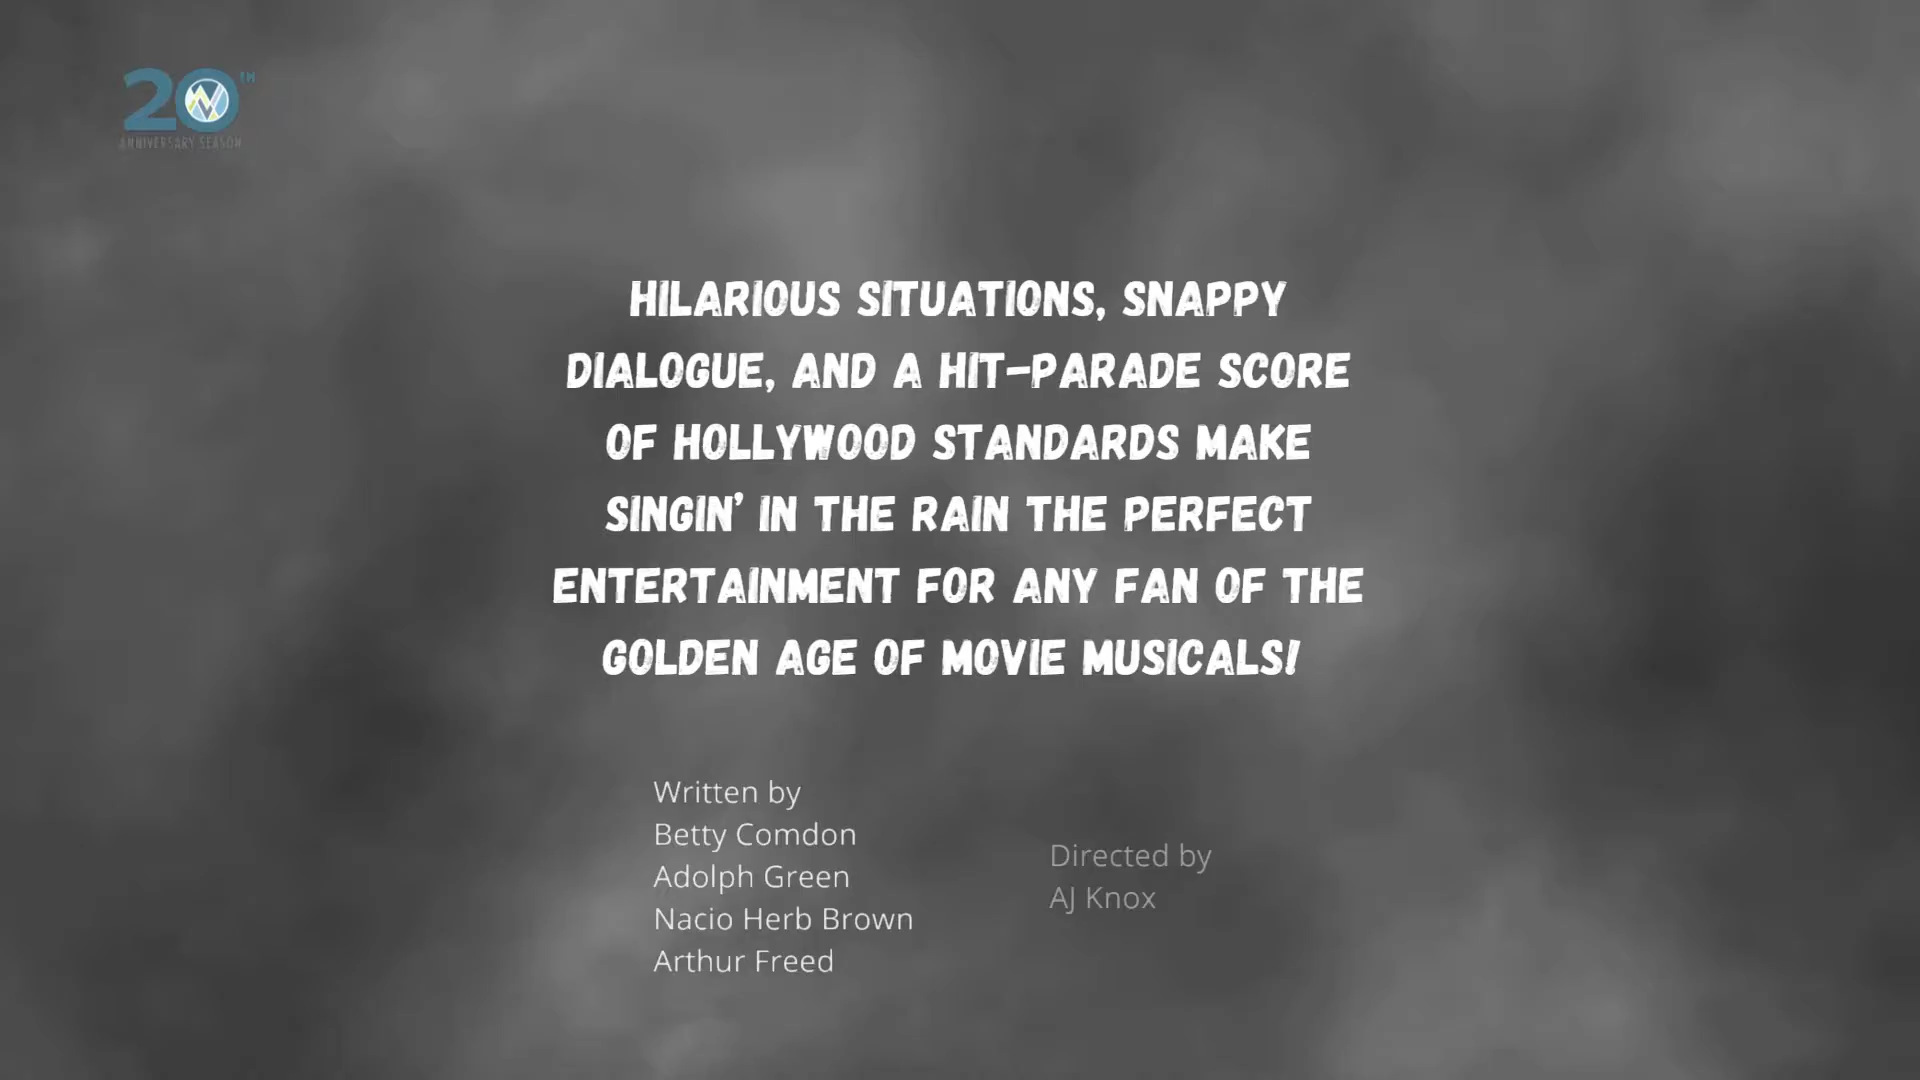 20TH
ANNIVERSARY SEASON
HILARIOUS SITUATIONS, SNAPPY
DIALOGUE, AND A HIT-PARADE SCORE
OF HOLLYWOOD STANDARDS MAKE
SINGIN' IN THE RAIN THE PERFECT
ENTERTAINMENT FOR ANY FAN OF THE
GOLDEN AGE OF MOVIE MUSICALS!
Written by
Betty Comdon
Adolph Green
Nacio Herb Brown
Arthur Freed
Directed by
AJ Knox